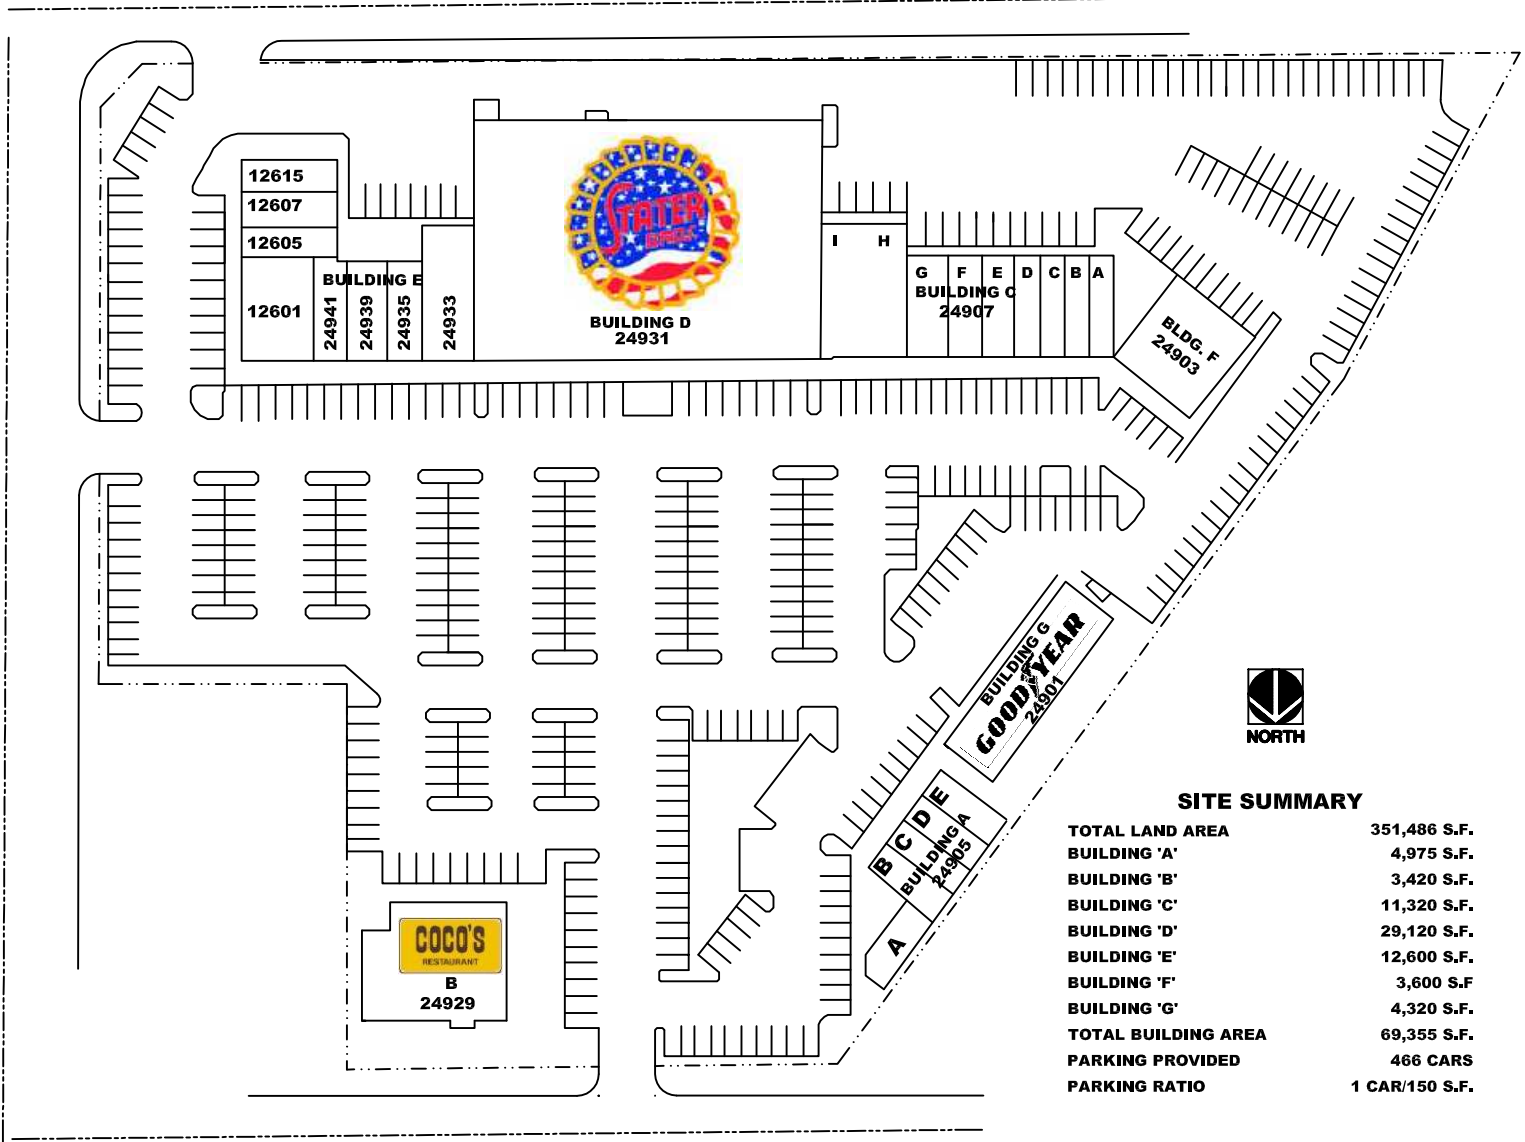 12615
12607
12605
12601
BUILDING E
24941
24939
24935
24933
STATER
BROS
BUILDING D
24931
I H
G F E D C B A
BUILDING C
24907
BLDG. F
24903
BUILDING G
GOODYEAR
24901
NORTH
B C D E
BUILDING A
24905
A
COCO'S
RESTAURANT
B
24929
SITE SUMMARY
TOTAL LAND AREA 351,486 S.F.
BUILDING 'A' 4,975 S.F.
BUILDING 'B' 3,420 S.F.
BUILDING 'C' 11,320 S.F.
BUILDING 'D' 29,120 S.F.
BUILDING 'E' 12,600 S.F.
BUILDING 'F' 3,600 S.F
BUILDING 'G' 4,320 S.F.
TOTAL BUILDING AREA 69,355 S.F.
PARKING PROVIDED 466 CARS
PARKING RATIO 1 CAR/150 S.F.